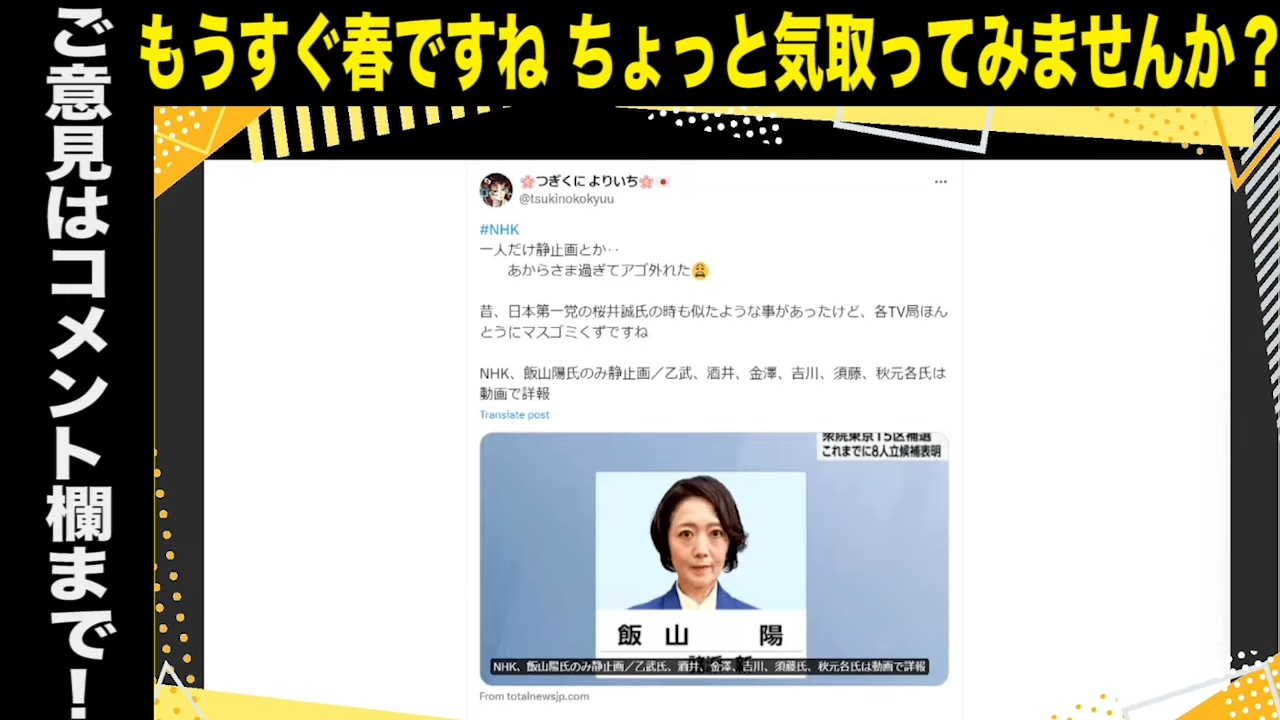 もうすぐ春ですね ちょっと気取ってみませんか？
ご意見はコメント欄まで！
つぎくに よりいち
@tsukinokokyuu
#NHK
一人だけ静止画とか‥
あからさま過ぎてアゴ外れた
昔、日本第一党の桜井誠氏の時も似たような事があったけど、各TV局ほん
とうにマスゴミくずですね
NHK、飯山陽氏のみ静止画／乙武、酒井、金澤、吉川、須藤、秋元各氏は
動画で詳報
Translate post
衆院東京15区補選
これまでに8人立候補表明
飯 山 陽
NHK、飯山陽氏のみ静止画／乙武氏、酒井、金澤、吉川、須藤氏、秋元各氏は動画で詳報
From totalnewsjp.com